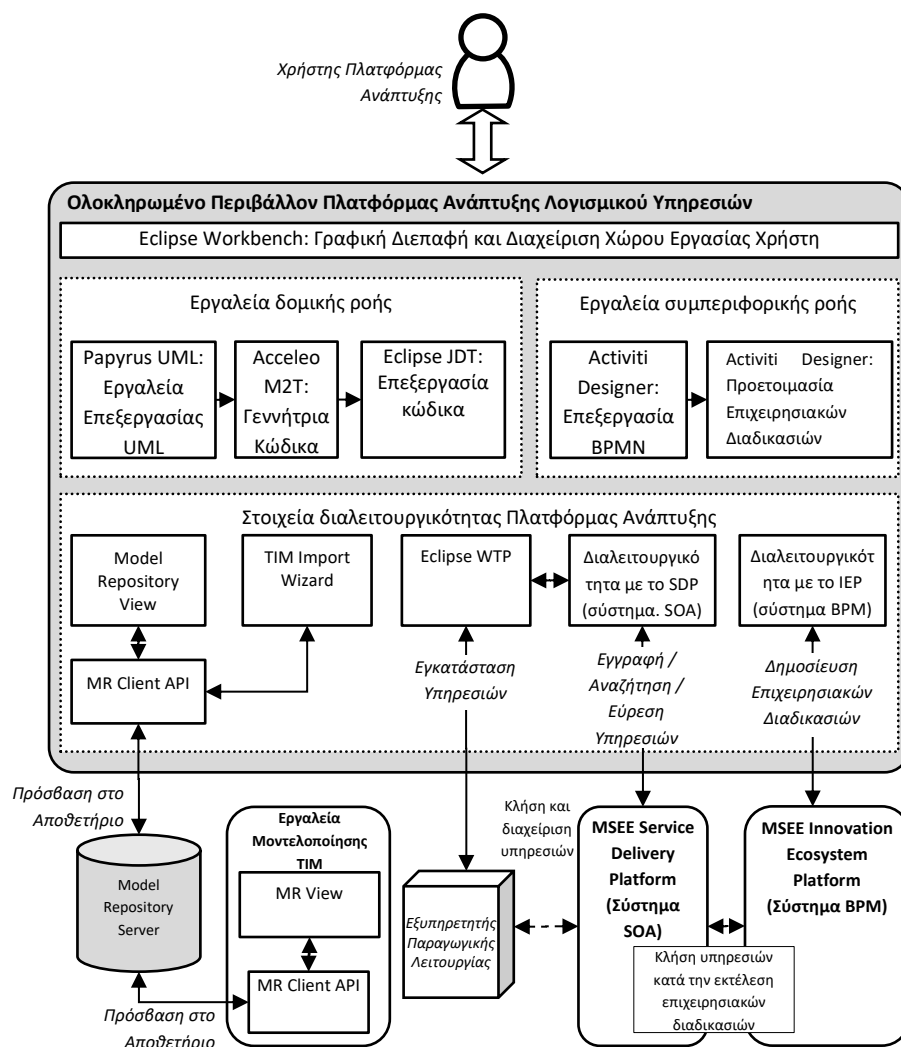 Χρήστης Πλατφόρμας
Ανάπτυξης
Ολοκληρωμένο Περιβάλλον Πλατφόρμας Ανάπτυξης Λογισμικού Υπηρεσιών
Eclipse Workbench: Γραφική Διεπαφή και Διαχείριση Χώρου Εργασίας Χρήστη
Εργαλεία δομικής ροής
Papyrus UML:
Εργαλεία
Επεξεργασίας
UML
Acceleo
M2T:
Γεννήτρια
Κώδικα
Eclipse JDT:
Επεξεργασία
κώδικα
Εργαλεία συμπεριφορικής ροής
Activiti
Designer:
Επεξεργασία
BPMN
Activiti Designer:
Προετοιμασία
Επιχειρησιακών
Διαδικασιών
Στοιχεία διαλειτουργικότητας Πλατφόρμας Ανάπτυξης
Model
Repository
View
TIM Import
Wizard
Eclipse WTP
Διαλειτουργικό
τητα με το SDP
(σύστημα. SOA)
Διαλειτουργικότ
ητα με το IEP
(σύστημα BPM)
MR Client API
Εγκατάσταση
Υπηρεσιών
Εγγραφή /
Αναζήτηση /
Εύρεση
Υπηρεσιών
Δημοσίευση
Επιχειρησιακών
Διαδικασιών
Πρόσβαση στο
Αποθετήριο
Model
Repository
Server
Εργαλεία
Μοντελοποίησης
TIM
MR View
MR Client API
Πρόσβαση στο
Αποθετήριο
Κλήση και
διαχείριση
υπηρεσιών
Εξυπηρετητής
Παραγωγικής
Λειτουργίας
MSEE Service
Delivery
Platform
(Σύστημα
SOA)
MSEE Innovation
Ecosystem
Platform
(Σύστημα BPM)
Κλήση υπηρεσιών
κατά την εκτέλεση
επιχειρησιακών
διαδικασιών